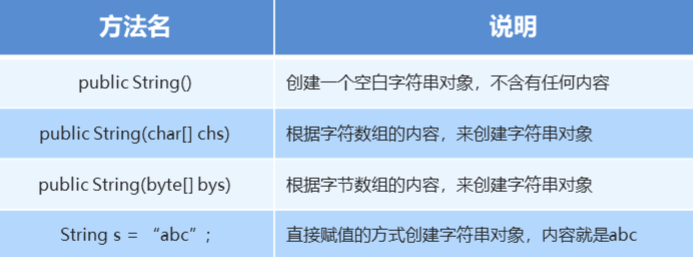 方法名 说明
public String() 创建一个空白字符串对象，不含有任何内容
public String(char[] chs) 根据字符数组的内容，来创建字符串对象
public String(byte[] bys) 根据字节数组的内容，来创建字符串对象
String s = “abc”; 直接赋值的方式创建字符串对象，内容就是abc